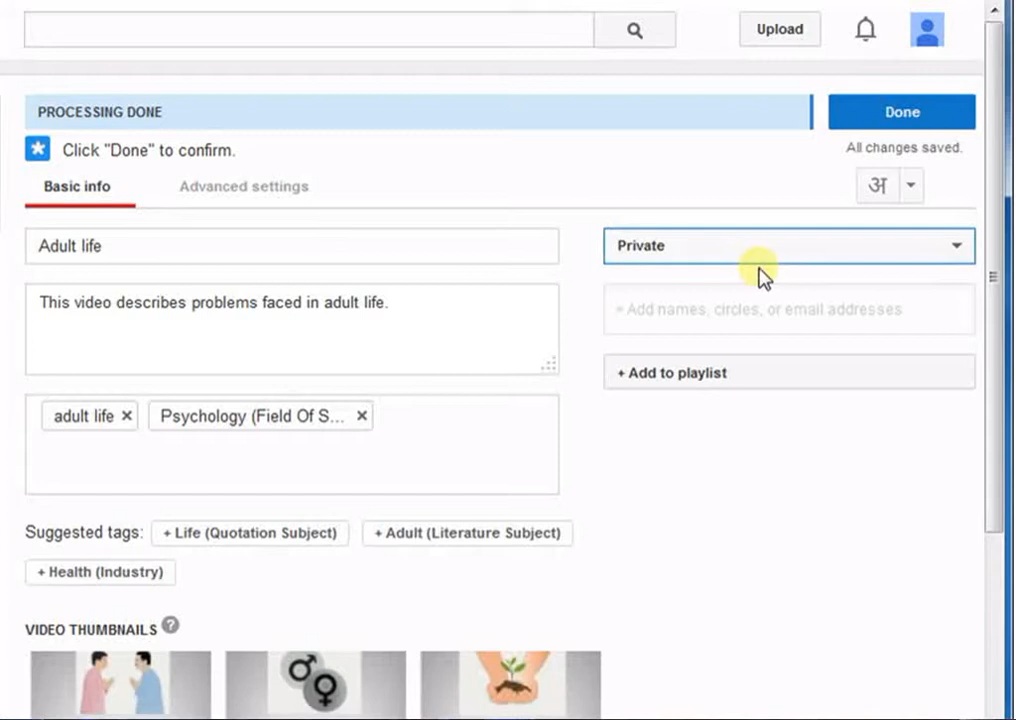 Upload
PROCESSING DONE
Done
Click "Done" to confirm.
All changes saved.
Basic info
Advanced settings
अ
Adult life
Private
This video describes problems faced in adult life.
+ Add names, circles, or email addresses
+ Add to playlist
adult life ×
Psychology (Field Of S... ×
Suggested tags: + Life (Quotation Subject) + Adult (Literature Subject)
+ Health (Industry)
VIDEO THUMBNAILS ?